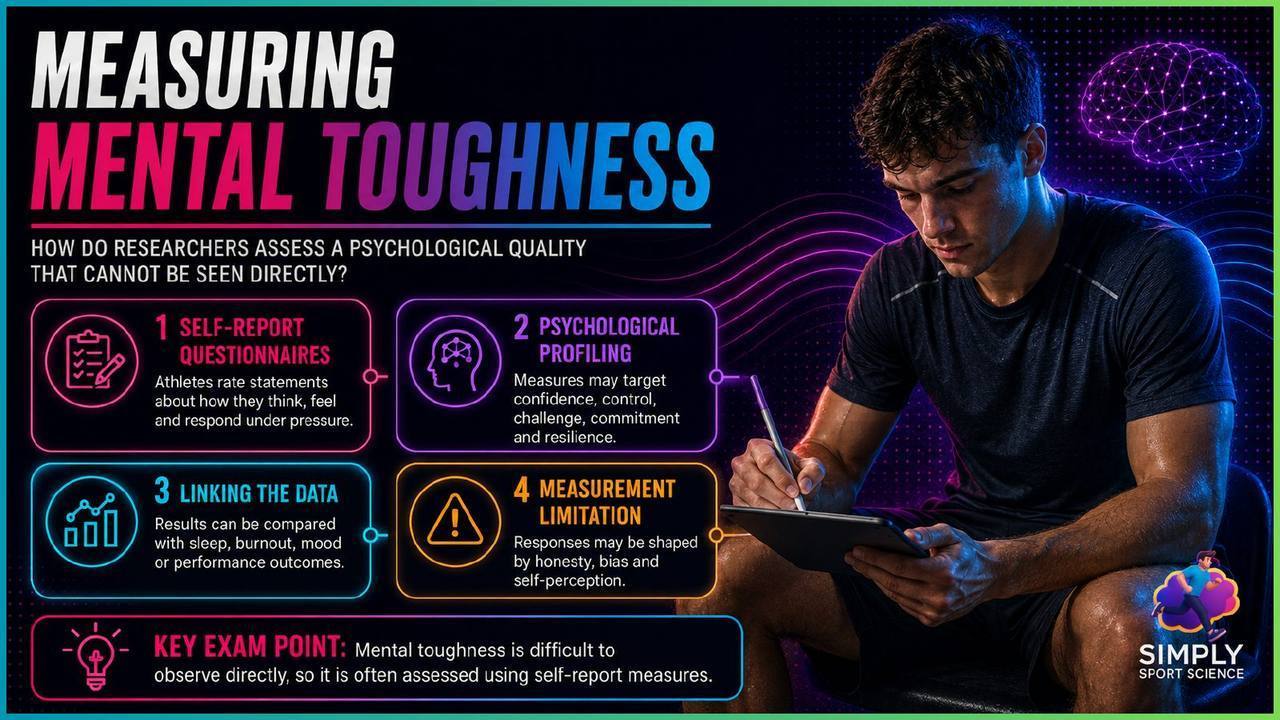 MEASURING
MENTAL TOUGHNESS
HOW DO RESEARCHERS ASSESS A PSYCHOLOGICAL QUALITY
THAT CANNOT BE SEEN DIRECTLY?
1 SELF-REPORT
QUESTIONNAIRES
Athletes rate statements
about how they think, feel
and respond under pressure.
2 PSYCHOLOGICAL
PROFILING
Measures may target
confidence, control,
challenge, commitment
and resilience.
3 LINKING THE DATA
Results can be compared
with sleep, burnout, mood
or performance outcomes.
4 MEASUREMENT
LIMITATION
Responses may be shaped
by honesty, bias and
self-perception.
KEY EXAM POINT: Mental toughness is difficult to
observe directly, so it is often assessed using self-report measures.
SIMPLY
SPORT SCIENCE